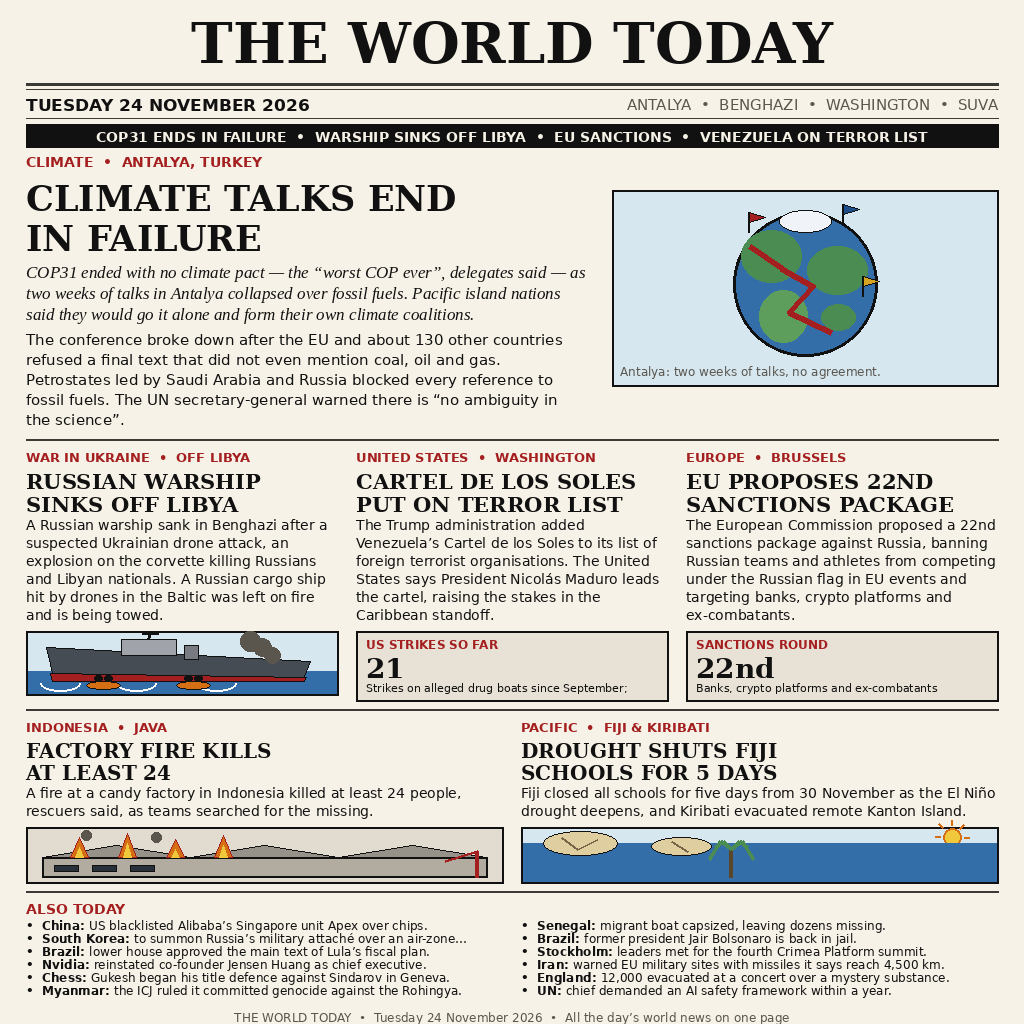 THE WORLD TODAY
TUESDAY 24 NOVEMBER 2026
ANTALYA • BENGHAZI • WASHINGTON • SUVA
COP31 ENDS IN FAILURE • WARSHIP SINKS OFF LIBYA • EU SANCTIONS • VENEZUELA ON TERROR LIST
CLIMATE • ANTALYA, TURKEY
CLIMATE TALKS END
IN FAILURE
COP31 ended with no climate pact — the “worst COP ever”, delegates said — as
two weeks of talks in Antalya collapsed over fossil fuels. Pacific island nations
said they would go it alone and form their own climate coalitions.
The conference broke down after the EU and about 130 other countries
refused a final text that did not even mention coal, oil and gas.
Petrostates led by Saudi Arabia and Russia blocked every reference to
fossil fuels. The UN secretary-general warned there is “no ambiguity in
the science”.
Antalya: two weeks of talks, no agreement.
WAR IN UKRAINE • OFF LIBYA
RUSSIAN WARSHIP
SINKS OFF LIBYA
A Russian warship sank in Benghazi after a
suspected Ukrainian drone attack, an
explosion on the corvette killing Russians
and Libyan nationals. A Russian cargo ship
hit by drones in the Baltic was left on fire
and is being towed.
UNITED STATES • WASHINGTON
CARTEL DE LOS SOLES
PUT ON TERROR LIST
The Trump administration added
Venezuela’s Cartel de los Soles to its list of
foreign terrorist organisations. The United
States says President Nicolás Maduro leads
the cartel, raising the stakes in the
Caribbean standoff.
US STRIKES SO FAR
21
Strikes on alleged drug boats since September;
EUROPE • BRUSSELS
EU PROPOSES 22ND
SANCTIONS PACKAGE
The European Commission proposed a 22nd
sanctions package against Russia, banning
Russian teams and athletes from competing
under the Russian flag in EU events and
targeting banks, crypto platforms and
ex-combatants.
SANCTIONS ROUND
22nd
Banks, crypto platforms and ex-combatants
INDONESIA • JAVA
FACTORY FIRE KILLS
AT LEAST 24
A fire at a candy factory in Indonesia killed at least 24 people,
rescuers said, as teams searched for the missing.
PACIFIC • FIJI & KIRIBATI
DROUGHT SHUTS FIJI
SCHOOLS FOR 5 DAYS
Fiji closed all schools for five days from 30 November as the El Niño
drought deepens, and Kiribati evacuated remote Kanton Island.
ALSO TODAY
• China: US blacklisted Alibaba’s Singapore unit Apex over chips.
• South Korea: to summon Russia’s military attaché over an air-zone…
• Brazil: lower house approved the main text of Lula’s fiscal plan.
• Nvidia: reinstated co-founder Jensen Huang as chief executive.
• Chess: Gukesh began his title defence against Sindarov in Geneva.
• Myanmar: the ICJ ruled it committed genocide against the Rohingya.
• Senegal: migrant boat capsized, leaving dozens missing.
• Brazil: former president Jair Bolsonaro is back in jail.
• Stockholm: leaders met for the fourth Crimea Platform summit.
• Iran: warned EU military sites with missiles it says reach 4,500 km.
• England: 12,000 evacuated at a concert over a mystery substance.
• UN: chief demanded an AI safety framework within a year.
THE WORLD TODAY • Tuesday 24 November 2026 • All the day’s world news on one page